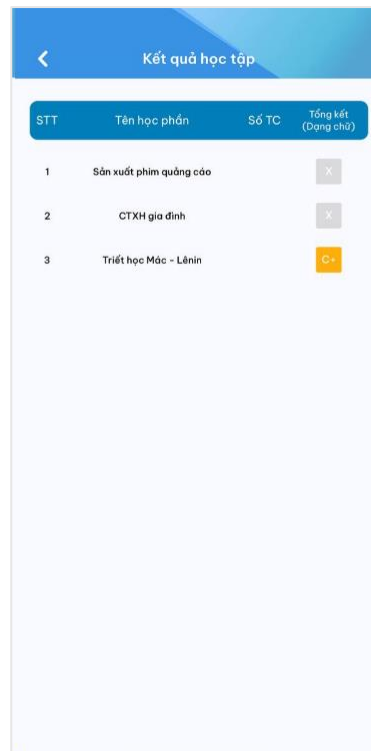 Kết quả học tập
STT Tên học phần Số TC Tổng kết (Dạng chữ)
1 Sản xuất phim quảng cáo X
2 CTXH gia đình X
3 Triết học Mác - Lênin C+